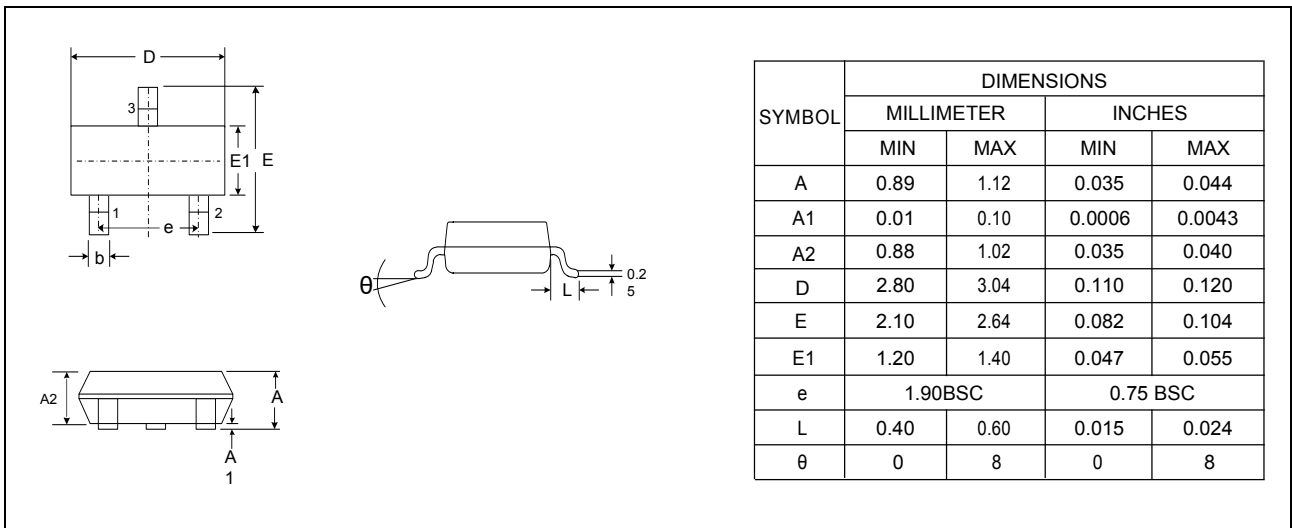 D
3
E1 E
1 2
e
b
θ
L
0.2
5
A2
A
A
1
DIMENSIONS
SYMBOL MILLIMETER INCHES
MIN MAX MIN MAX
A 0.89 1.12 0.035 0.044
A1 0.01 0.10 0.0006 0.0043
A2 0.88 1.02 0.035 0.040
D 2.80 3.04 0.110 0.120
E 2.10 2.64 0.082 0.104
E1 1.20 1.40 0.047 0.055
e 1.90BSC 0.75 BSC
L 0.40 0.60 0.015 0.024
θ 0 8 0 8